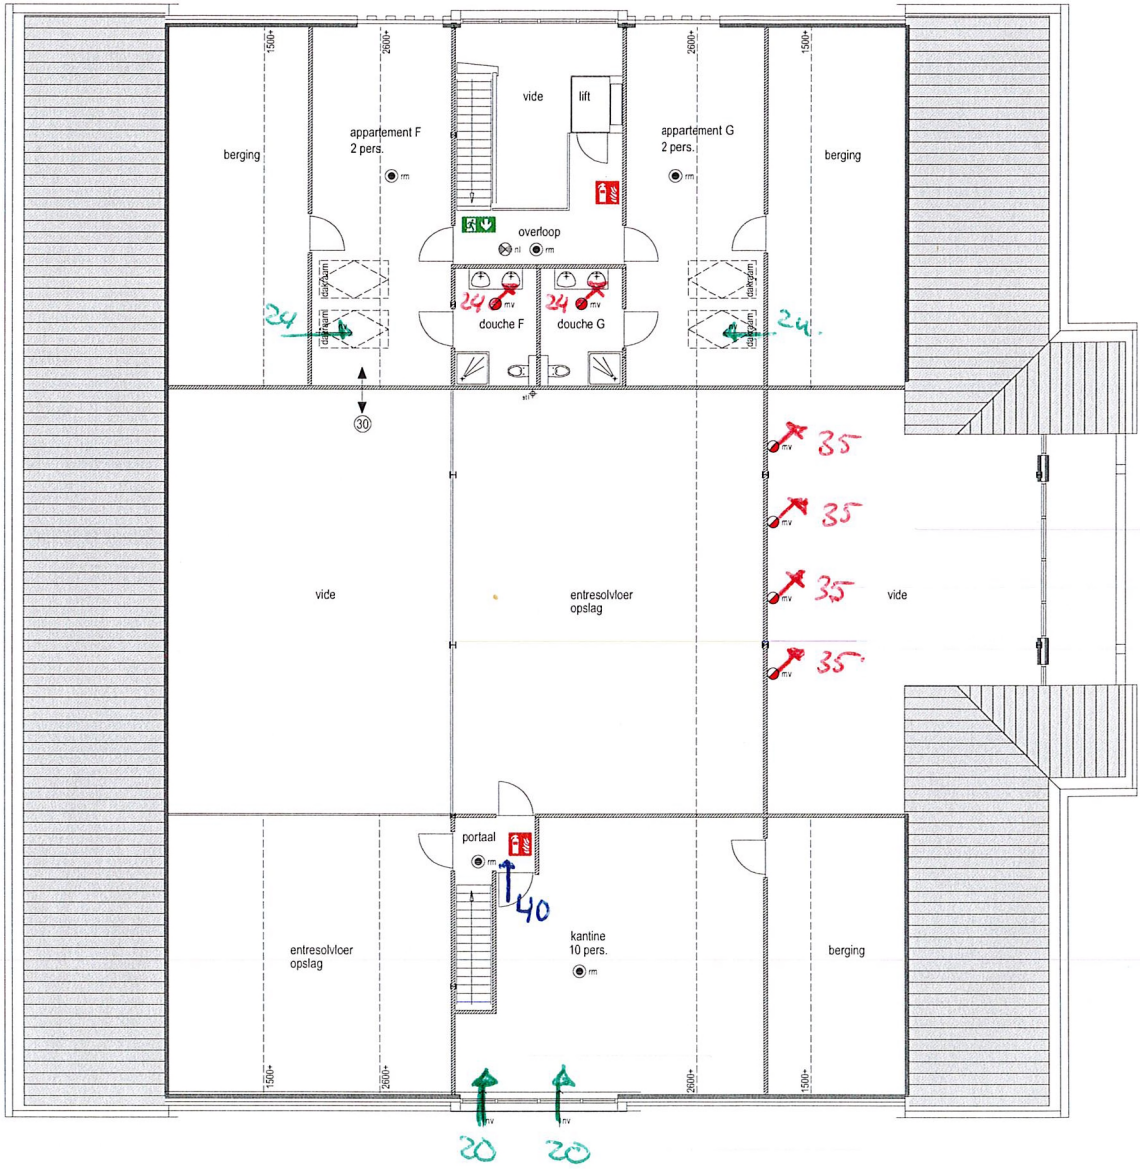 1500+
2600+
2600+
1500+
vide
lift
appartement F
2 pers.
appartement G
2 pers.
berging
berging
rm
rm
overloop
nl
rm
dakraam
dakraam
24
mv
24
mv
dakraam
dakraam
24
24
douche F
douche G
30
mv
35
mv
35
mv
35
mv
35
vide
entresolvloer
opslag
vide
portaal
rm
40
kantine
10 pers.
rm
entresolvloer
opslag
berging
1500+
2600+
2600+
1500+
nv
nv
20
20